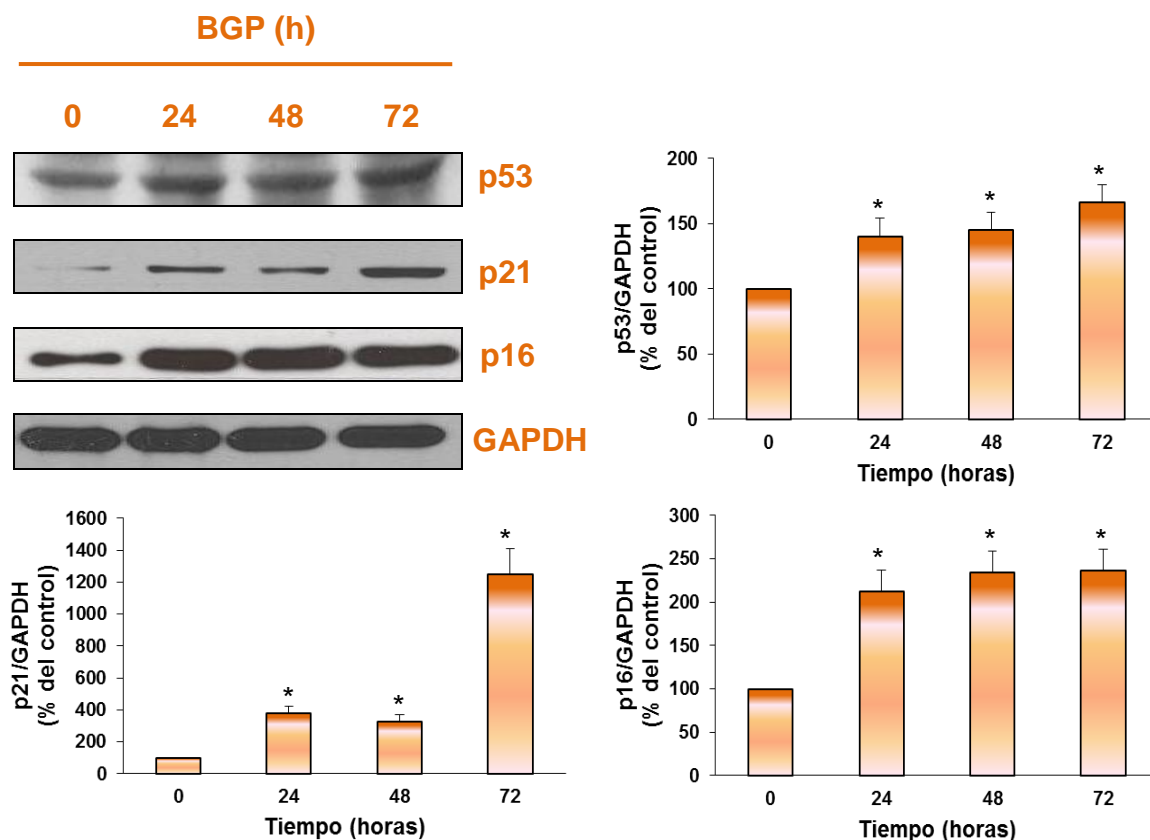 BGP (h)
0 24 48 72
p53
p21
p16
GAPDH
p53/GAPDH
(% del control)
200
150
100
50
0
* * *
0 24 48 72
Tiempo (horas)
p21/GAPDH
(% del control)
1600
1400
1200
1000
800
600
400
200
0
* * *
0 24 48 72
Tiempo (horas)
p16/GAPDH
(% del control)
300
250
200
150
100
50
0
* * *
0 24 48 72
Tiempo (horas)